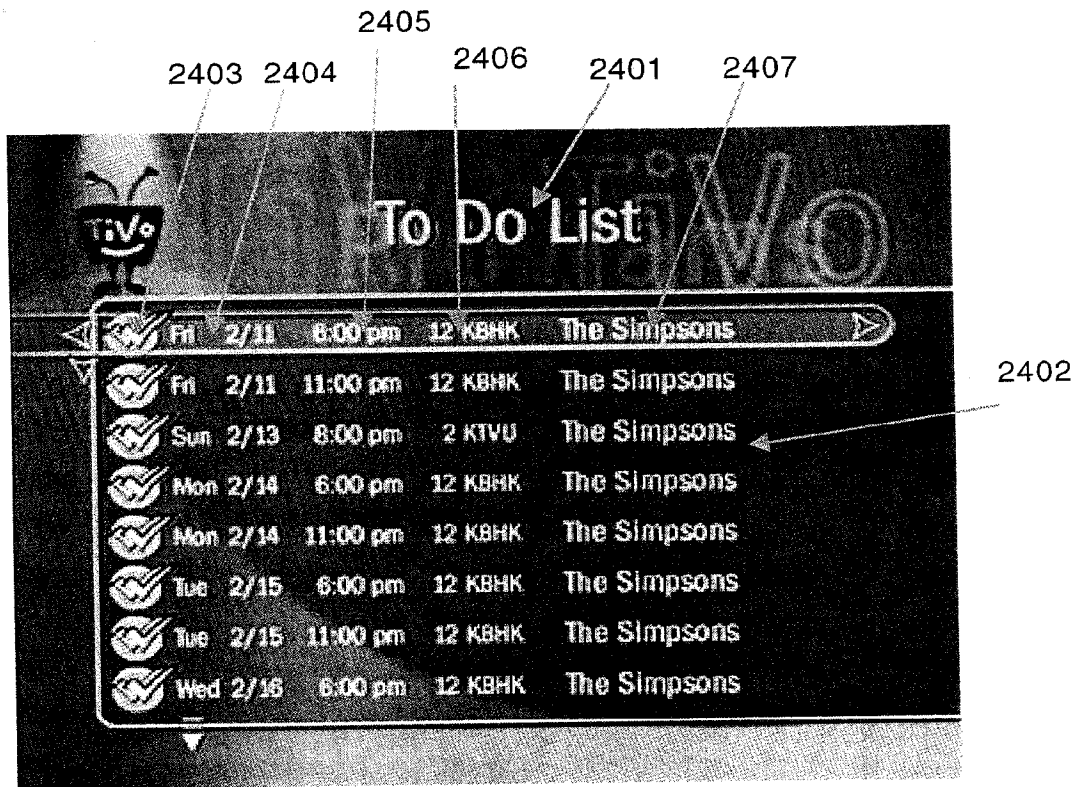 2405
2403 2404 2406 2401 2407
TiVo
TiVo
To Do List
Fri 2/11 6:00 pm 12 KBHK The Simpsons
Fri 2/11 11:00 pm 12 KBHK The Simpsons
2402
Sun 2/13 8:00 pm 2 KTVU The Simpsons
Mon 2/14 6:00 pm 12 KBHK The Simpsons
Mon 2/14 11:00 pm 12 KBHK The Simpsons
Tue 2/15 6:00 pm 12 KBHK The Simpsons
Tue 2/15 11:00 pm 12 KBHK The Simpsons
Wed 2/16 6:00 pm 12 KBHK The Simpsons